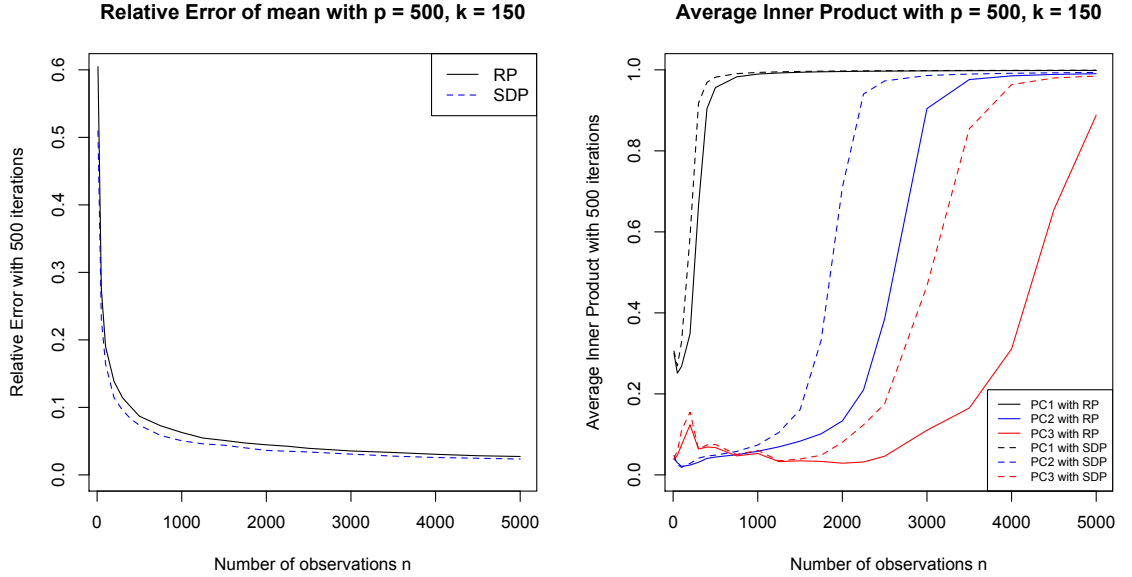 Relative Error of mean with p = 500, k = 150
Relative Error with 500 iterations
0.6
0.5
0.4
0.3
0.2
0.1
0.0
RP
SDP
0 1000 2000 3000 4000 5000
Number of observations n
Average Inner Product with p = 500, k = 150
Average Inner Product with 500 iterations
1.0
0.8
0.6
0.4
0.2
0.0
PC1 with RP
PC2 with RP
PC3 with RP
PC1 with SDP
PC2 with SDP
PC3 with SDP
0 1000 2000 3000 4000 5000
Number of observations n